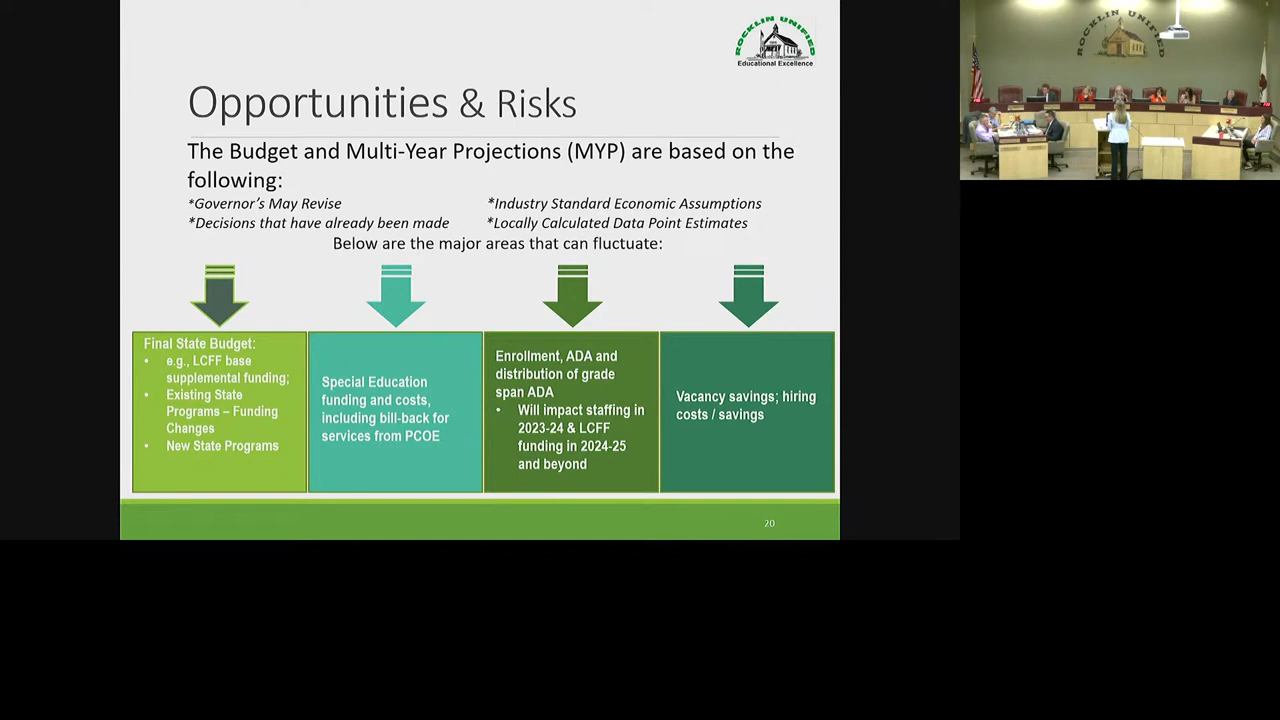 ROCKLIN UNIFIED
Educational Excellence
ROCKLIN UNIFIED
Opportunities & Risks
The Budget and Multi-Year Projections (MYP) are based on the
following:
*Governor's May Revise
*Industry Standard Economic Assumptions
*Decisions that have already been made
*Locally Calculated Data Point Estimates
Below are the major areas that can fluctuate:
Final State Budget:
• e.g., LCFF base
supplemental funding;
• Existing State
Programs – Funding
Changes
• New State Programs
Special Education
funding and costs,
including bill-back for
services from PCOE
Enrollment, ADA and
distribution of grade
span ADA
• Will impact staffing in
2023-24 & LCFF
funding in 2024-25
and beyond
Vacancy savings; hiring
costs / savings
20